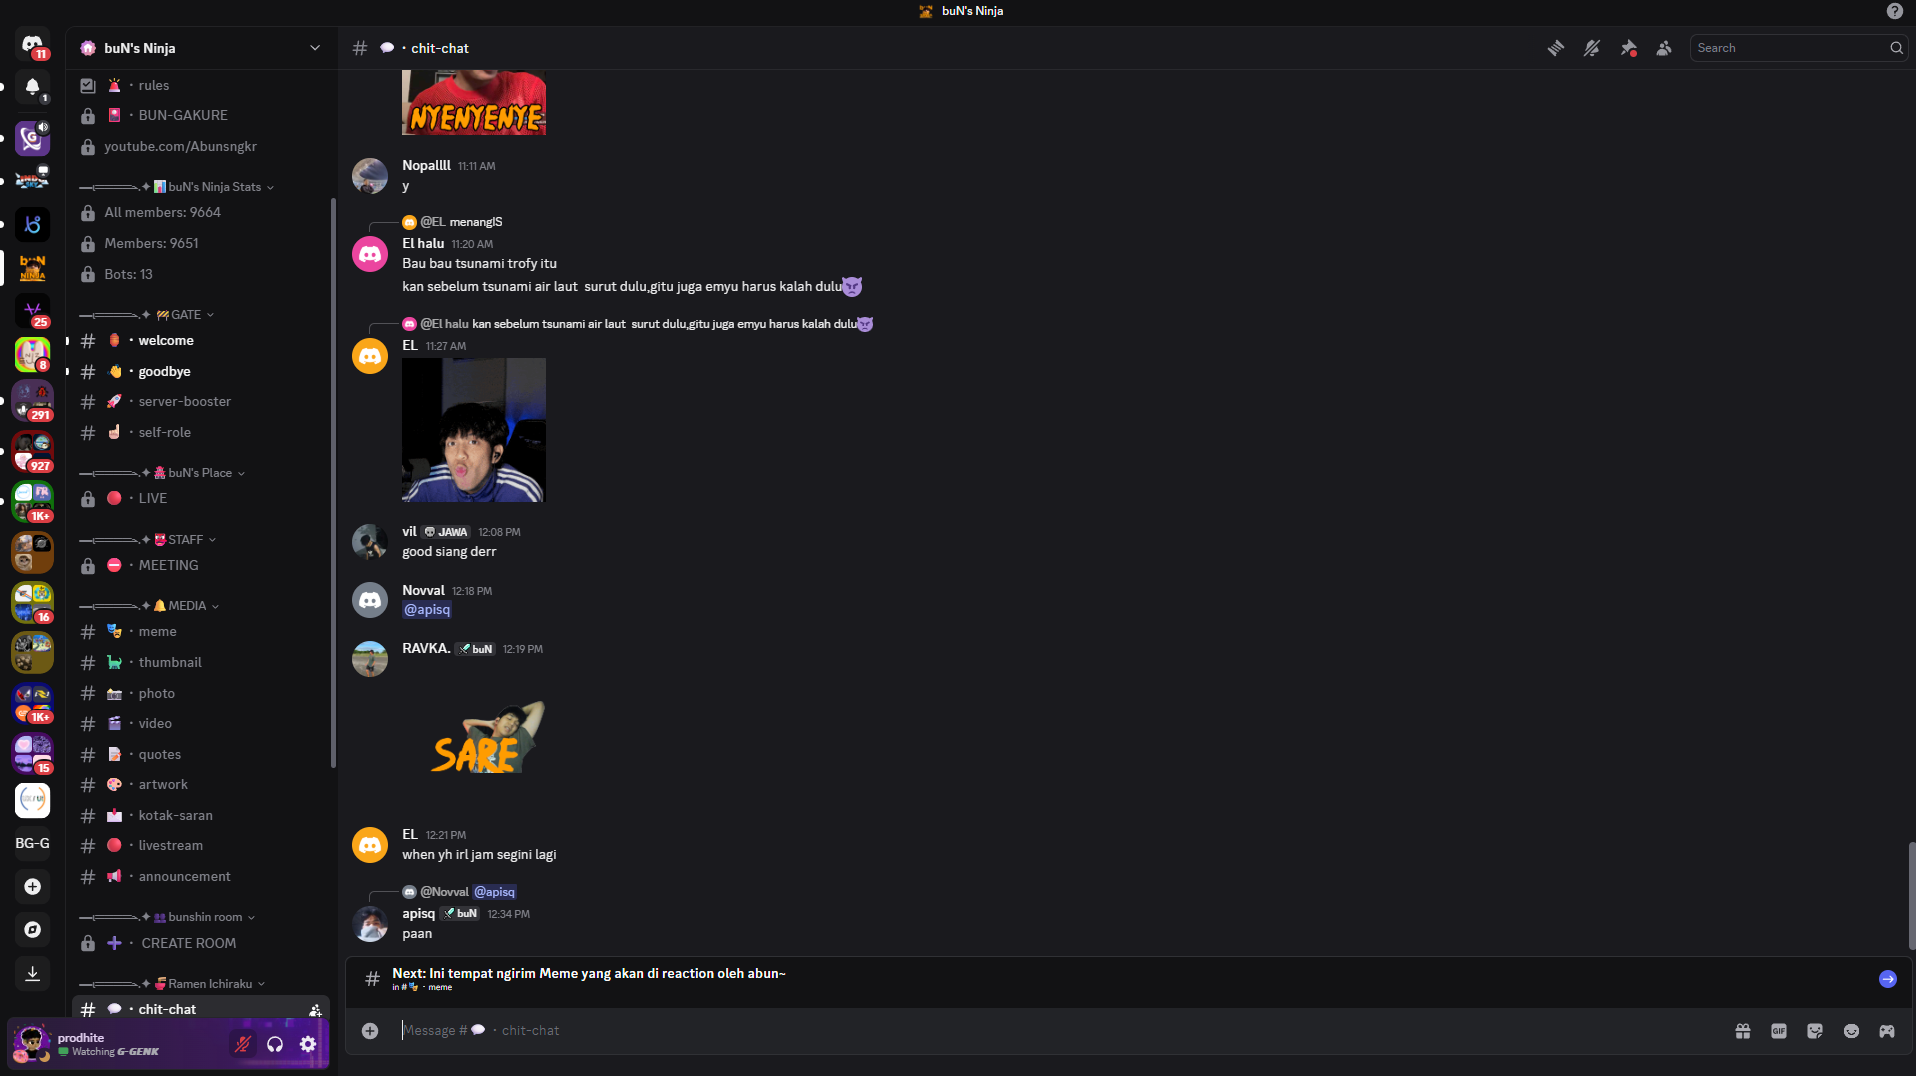 buN's Ninja
11
1
25
8
291
927
1K+
16
1K+
15
BG-G
buN's Ninja
rules
BUN-GAKURE
youtube.com/Abunsngkr
buN's Ninja Stats
All members: 9664
Members: 9651
Bots: 13
GATE
welcome
goodbye
server-booster
self-role
buN's Place
LIVE
STAFF
MEETING
MEDIA
meme
thumbnail
photo
video
quotes
artwork
kotak-saran
livestream
announcement
bunshin room
CREATE ROOM
Ramen Ichiraku
chit-chat
prodhite
Watching G-GENK
# · chit-chat
Search
NYENYENYE
Nopallll 11:11 AM
y
@EL menangIS
El halu 11:20 AM
Bau bau tsunami trofy itu
kan sebelum tsunami air laut surut dulu,gitu juga emyu harus kalah dulu
@El halu kan sebelum tsunami air laut surut dulu,gitu juga emyu harus kalah dulu
EL 11:27 AM
vil JAWA 12:08 PM
good siang derr
Novval 12:18 PM
@apisq
RAVKA. buN 12:19 PM
SARE
EL 12:21 PM
when yh irl jam segini lagi
@Novval @apisq
apisq buN 12:34 PM
paan
# Next: Ini tempat ngirim Meme yang akan di reaction oleh abun~
in # · meme
Message # · chit-chat
GIF